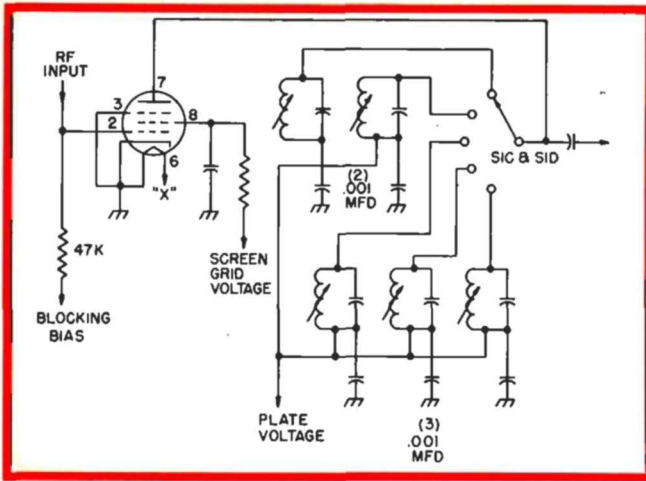 RF
INPUT
7
3
2
8
6
"X"
47K
BLOCKING
BIAS
SCREEN
GRID
VOLTAGE
(2)
.001
MFD
SIC & SID
PLATE
VOLTAGE
(3)
.001
MFD